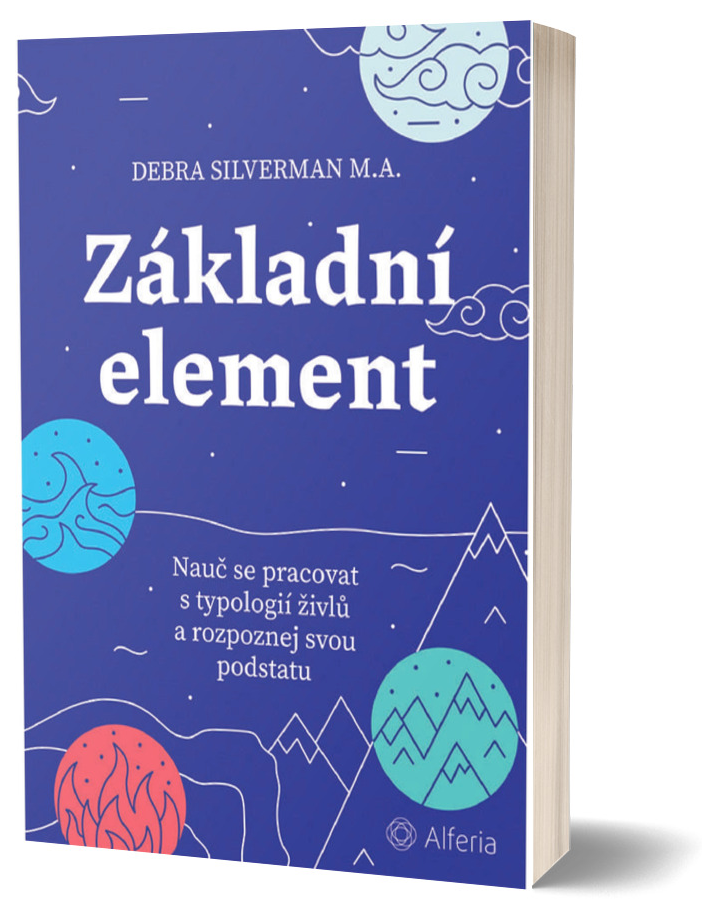 DEBRA SILVERMAN M.A.
Základní
element
Nauč se pracovat
s typologií živlů
a rozpoznej svou
podstatu
Alferia